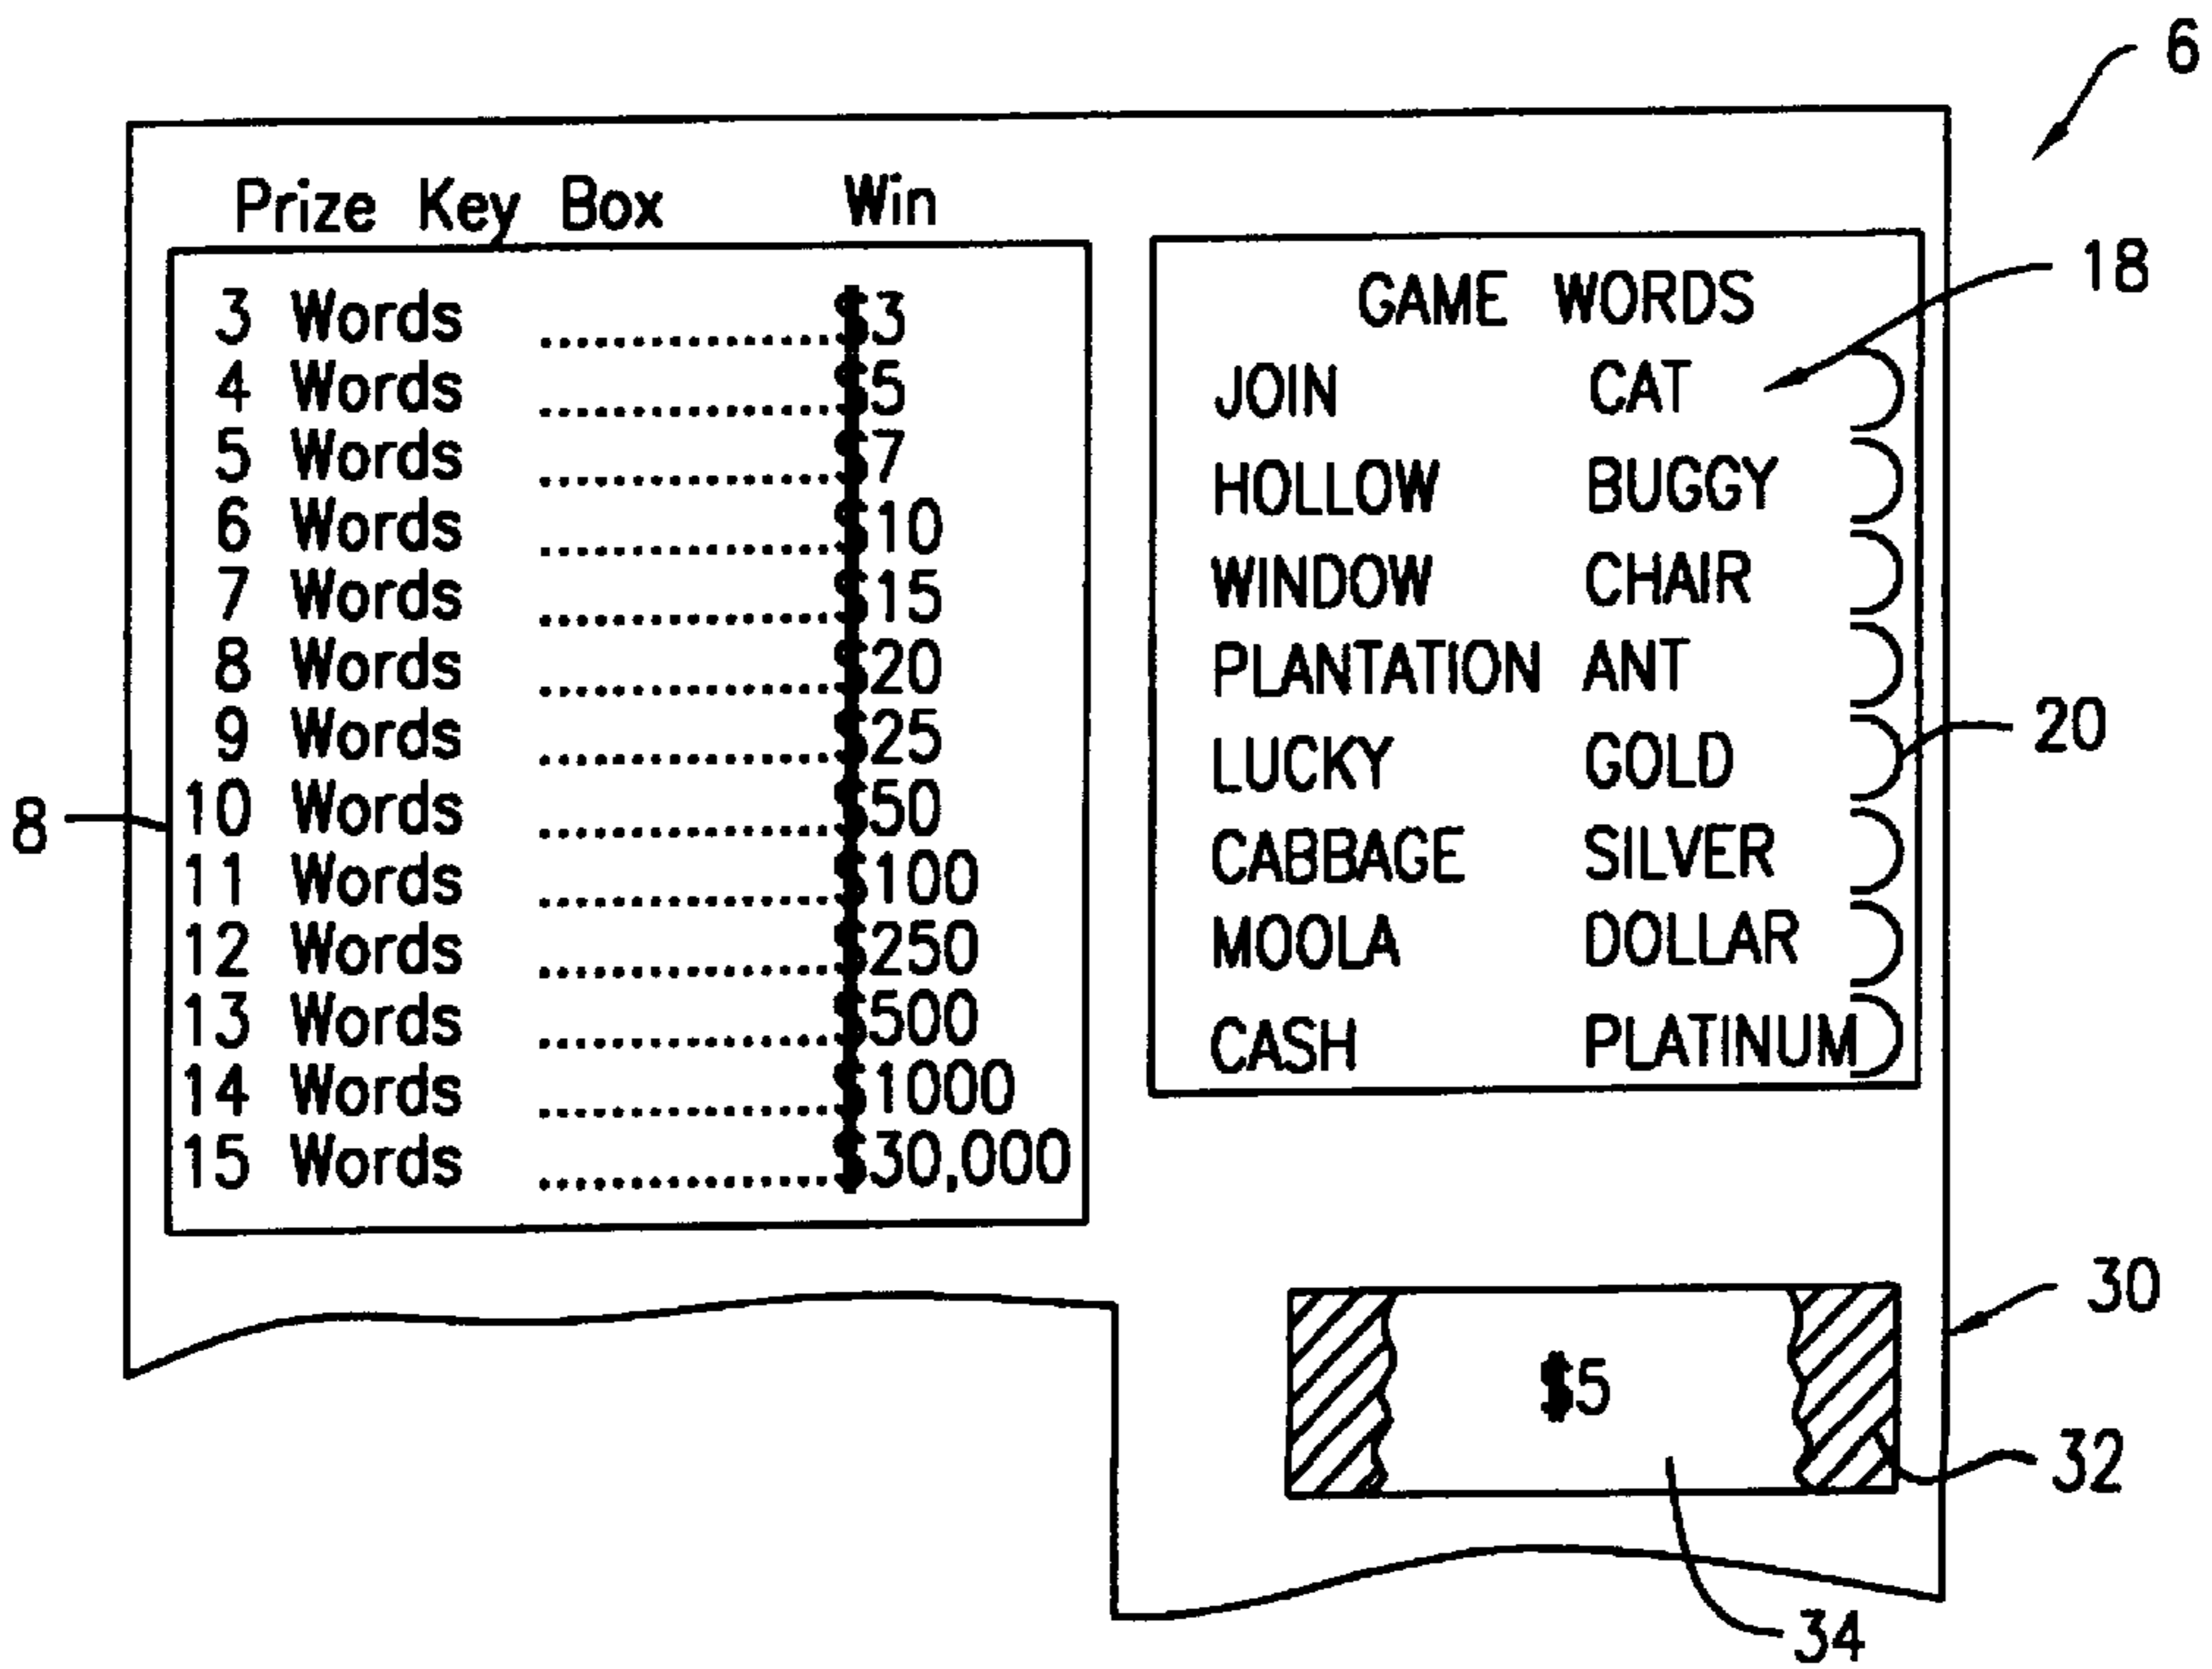 6
Prize Key Box Win
3 Words ................$3
4 Words ................$5
5 Words ................$7
6 Words ................$10
7 Words ................$15
8 Words ................$20
9 Words ................$25
10 Words ................$50
11 Words ................$100
12 Words ................$250
13 Words ................$500
14 Words ................$1000
15 Words ................$30,000
8
GAME WORDS
18
JOIN CAT
HOLLOW BUGGY
WINDOW CHAIR
PLANTATION ANT
LUCKY GOLD
20
CABBAGE SILVER
MOOLA DOLLAR
CASH PLATINUM
30
$5
32
34